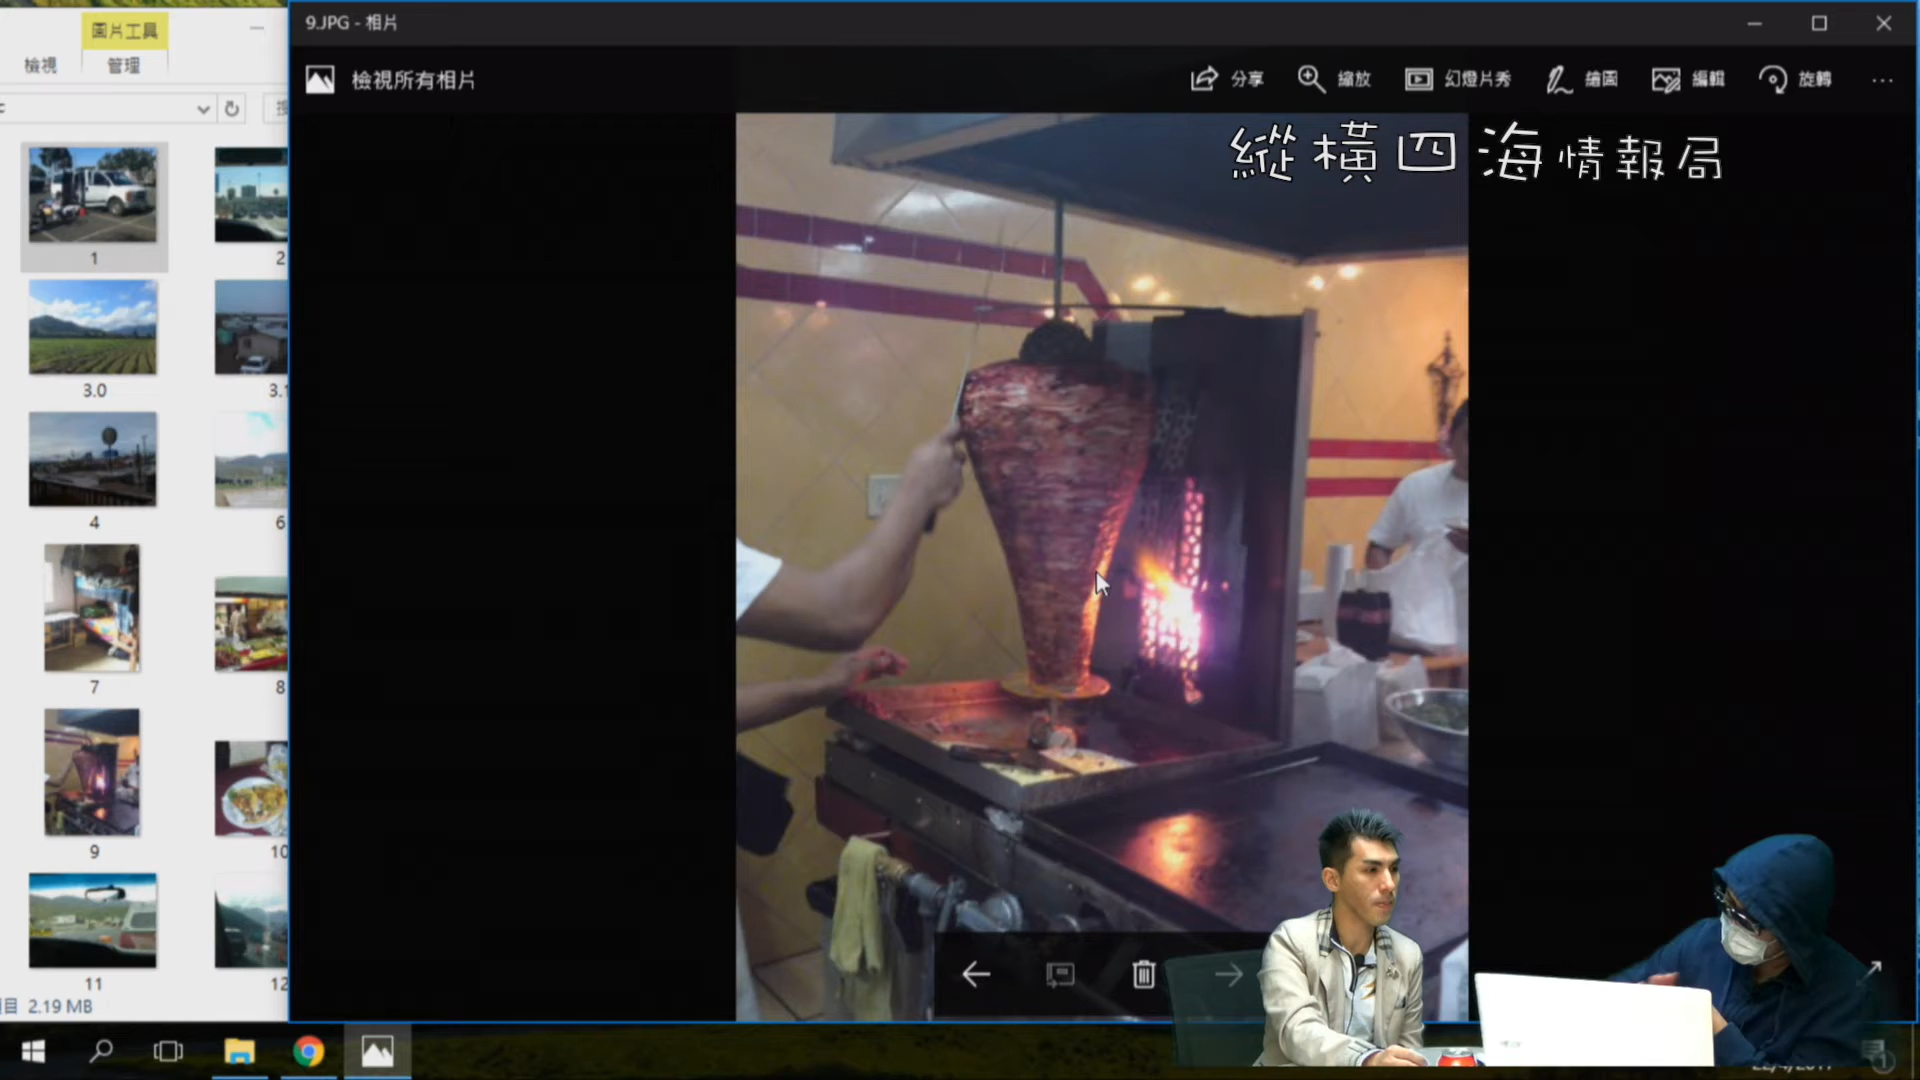 圖片工具
檢視
管理
9.JPG - 相片
檢視所有相片
分享
縮放
幻燈片秀
繪圖
編輯
旋轉
縱橫四海情報局
1
2
3.0
3.1
4
6
7
8
9
10
11
12
2.19 MB